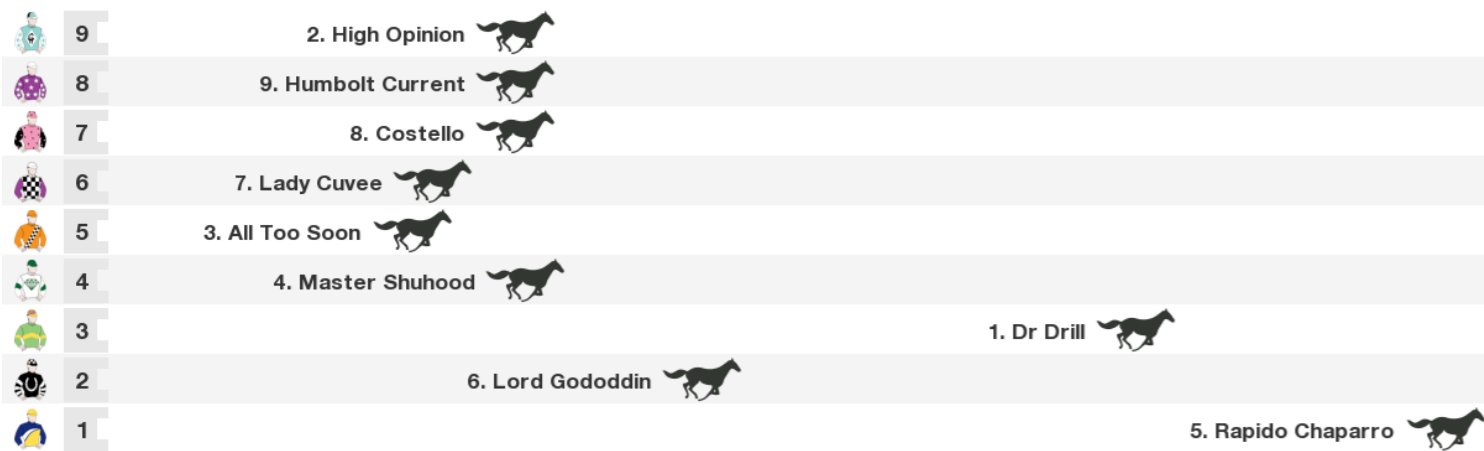 9 2. High Opinion
8 9. Humbolt Current
7 8. Costello
6 7. Lady Cuvee
5 3. All Too Soon
4 4. Master Shuhood
3 1. Dr Drill
2 6. Lord Gododdin
1 5. Rapido Chaparro